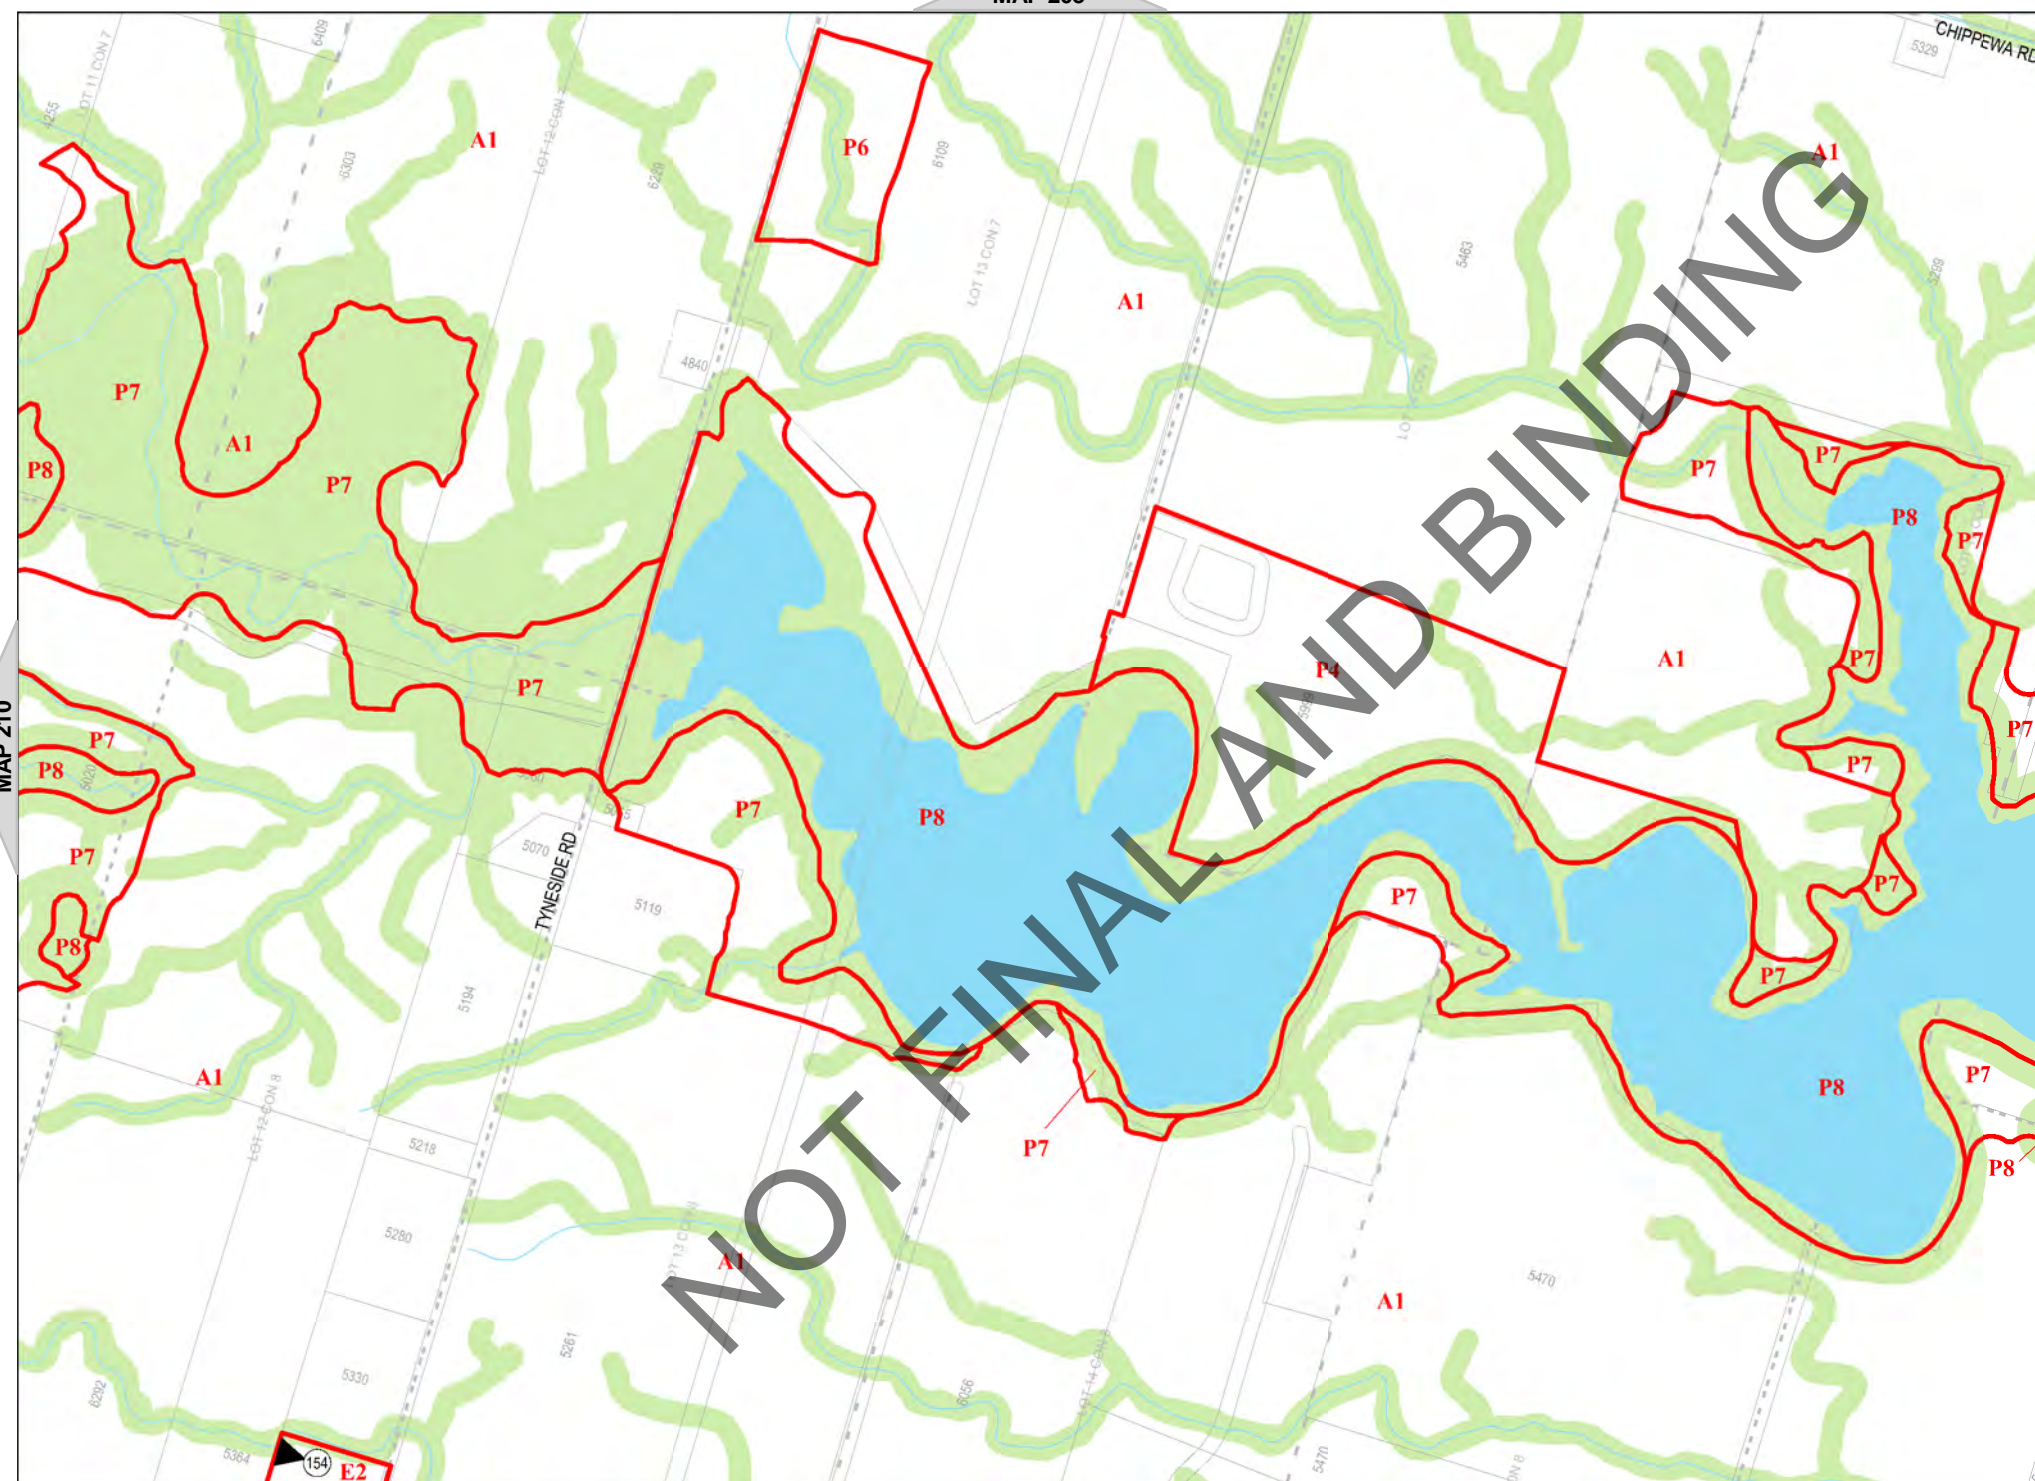 CHIPPEWA RD
5329
6409
LOT 11 CON 7
4255
A1
6303
LOT 12 CON 7
6229
P6
6109
A1
5463
5299
LOT 13 CON 7
A1
4840
P7
A1
P7
P8
P7
P7
P8
P7
P4
5999
A1
P7
P7
P7
P7
MAP 210
P7
P8
5020
P7
P8
P7
P7
5070
TYNESIDE RD
5119
P7
P7
P7
P8
5194
A1
LOT 12 CON 8
P7
P8
P7
P8
5218
5280
A1
5470
A1
5261
5330
6292
6056
5364
154
E2
5470
NOT FINAL AND BINDING